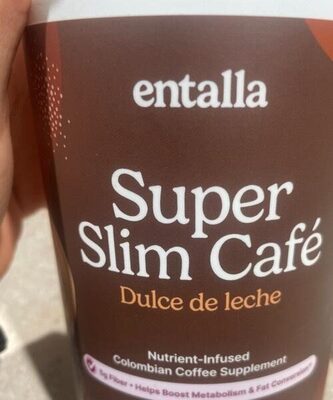 entalla
Super
Slim Café
Dulce de leche
Nutrient-Infused
Colombian Coffee Supplement
5g Fiber • Helps Boost Metabolism & Fat Conversion*